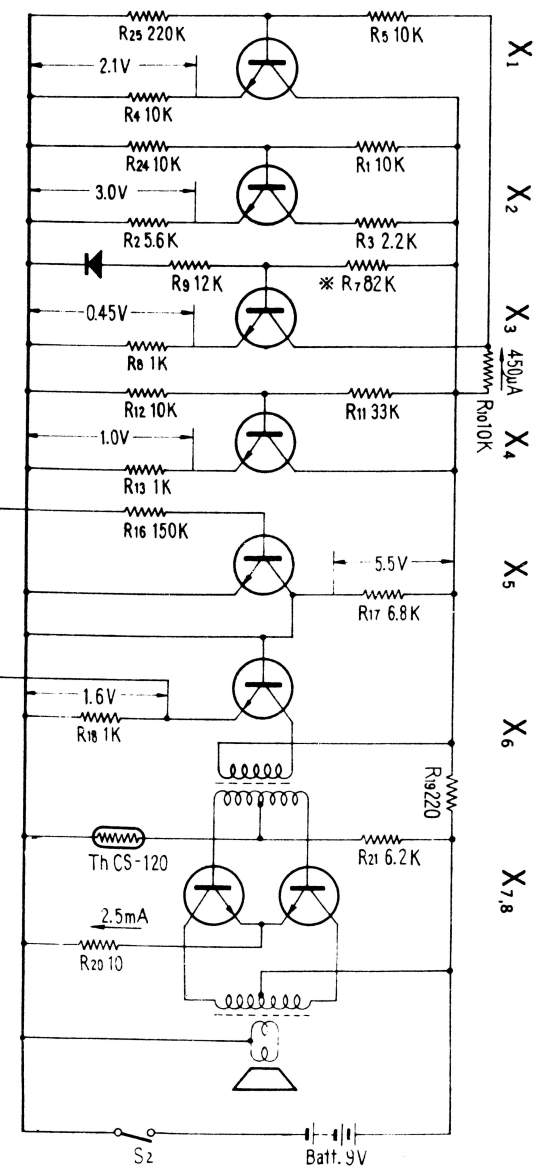 R25 220K
R5 10K
X1
2.1V
R4 10K
R24 10K
R1 10K
X2
3.0V
R2 5.6K
R3 2.2K
R9 12K
※ R7 82K
X3
0.45V
R8 1K
450μA
R10 10K
R12 10K
R11 33K
X4
1.0V
R13 1K
R16 150K
X5
5.5V
R17 6.8K
1.6V
R18 1K
X6
R19 220
Th CS-120
R21 6.2K
X7,8
2.5mA
R20 10
S2
Batt. 9V